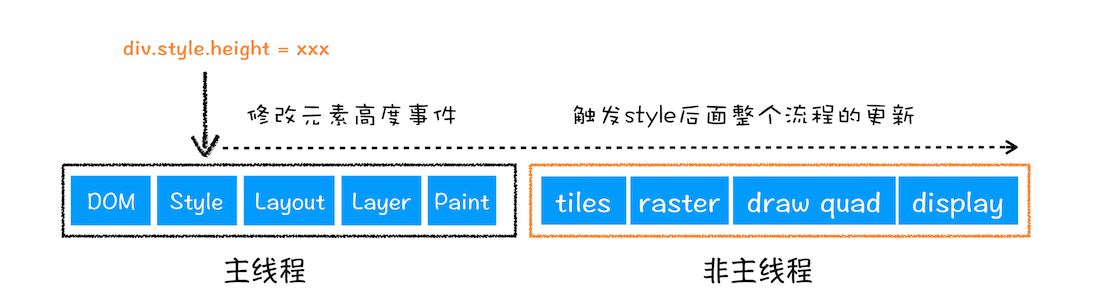 div.style.height = xxx
修改元素高度事件
触发style后面整个流程的更新
DOM
Style
Layout
Layer
Paint
tiles
raster
draw quad
display
主线程
非主线程